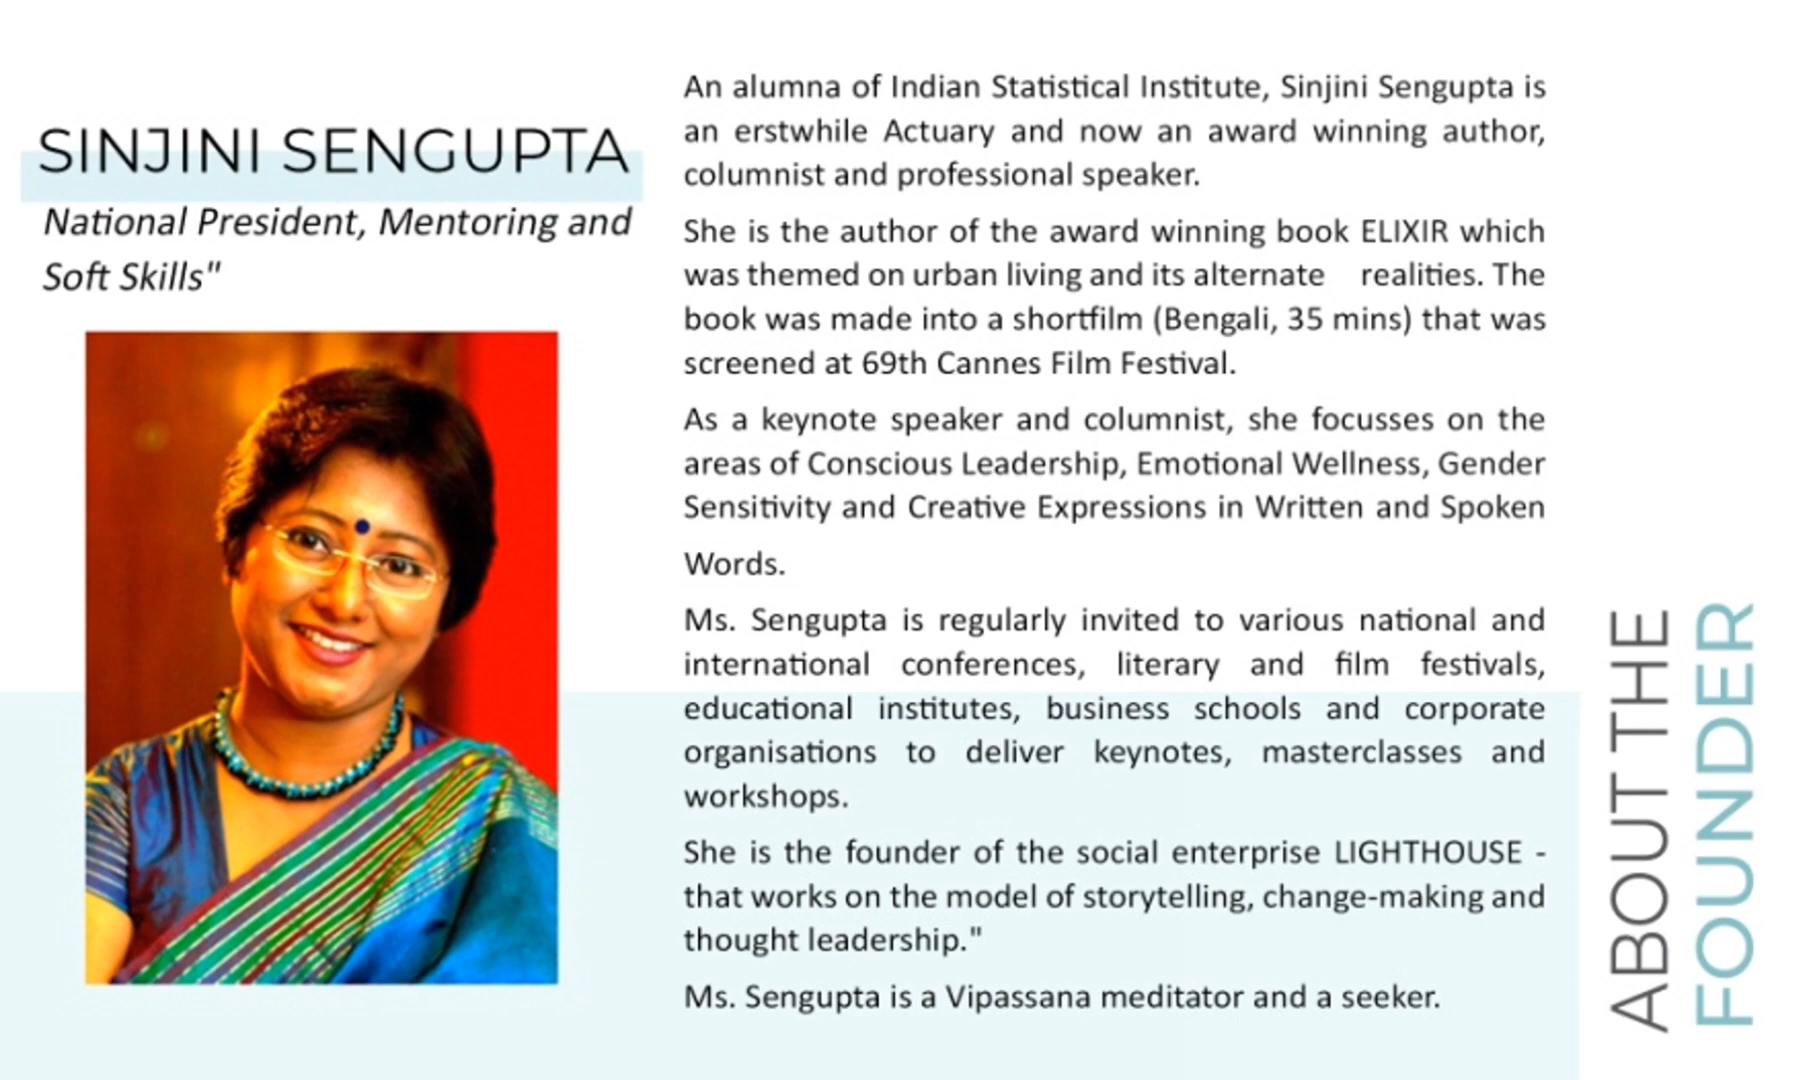 SINJINI SENGUPTA
National President, Mentoring and
Soft Skills"
An alumna of Indian Statistical Institute, Sinjini Sengupta is
an erstwhile Actuary and now an award winning author,
columnist and professional speaker.
She is the author of the award winning book ELIXIR which
was themed on urban living and its alternate realities. The
book was made into a shortfilm (Bengali, 35 mins) that was
screened at 69th Cannes Film Festival.
As a keynote speaker and columnist, she focusses on the
areas of Conscious Leadership, Emotional Wellness, Gender
Sensitivity and Creative Expressions in Written and Spoken
Words.
Ms. Sengupta is regularly invited to various national and
international conferences, literary and film festivals,
educational institutes, business schools and corporate
organisations to deliver keynotes, masterclasses and
workshops.
She is the founder of the social enterprise LIGHTHOUSE -
that works on the model of storytelling, change-making and
thought leadership."
Ms. Sengupta is a Vipassana meditator and a seeker.
ABOUT THE
FOUNDER